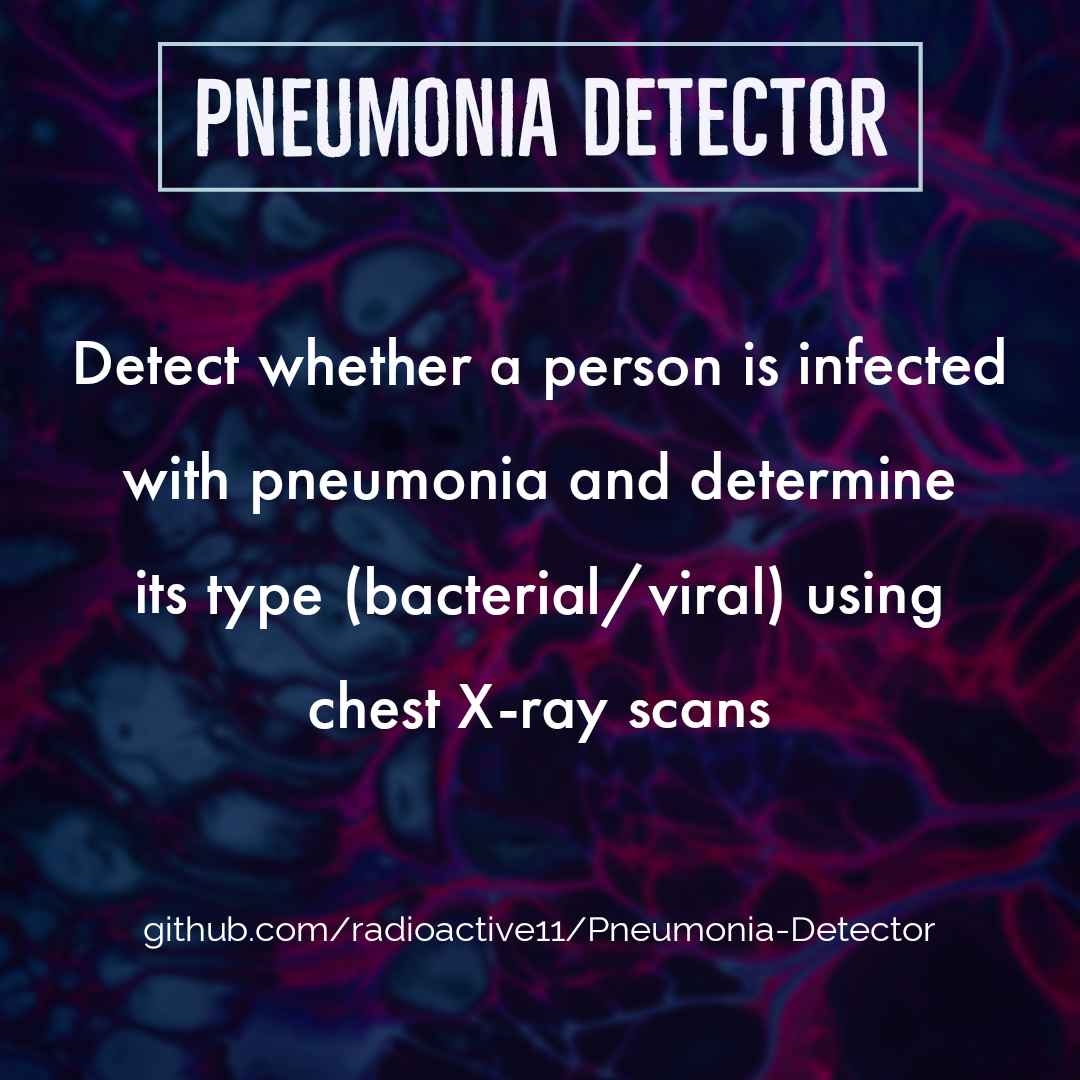 PNEUMONIA DETECTOR
Detect whether a person is infected
with pneumonia and determine
its type (bacterial/viral) using
chest X-ray scans
github.com/radioactive11/Pneumonia-Detector